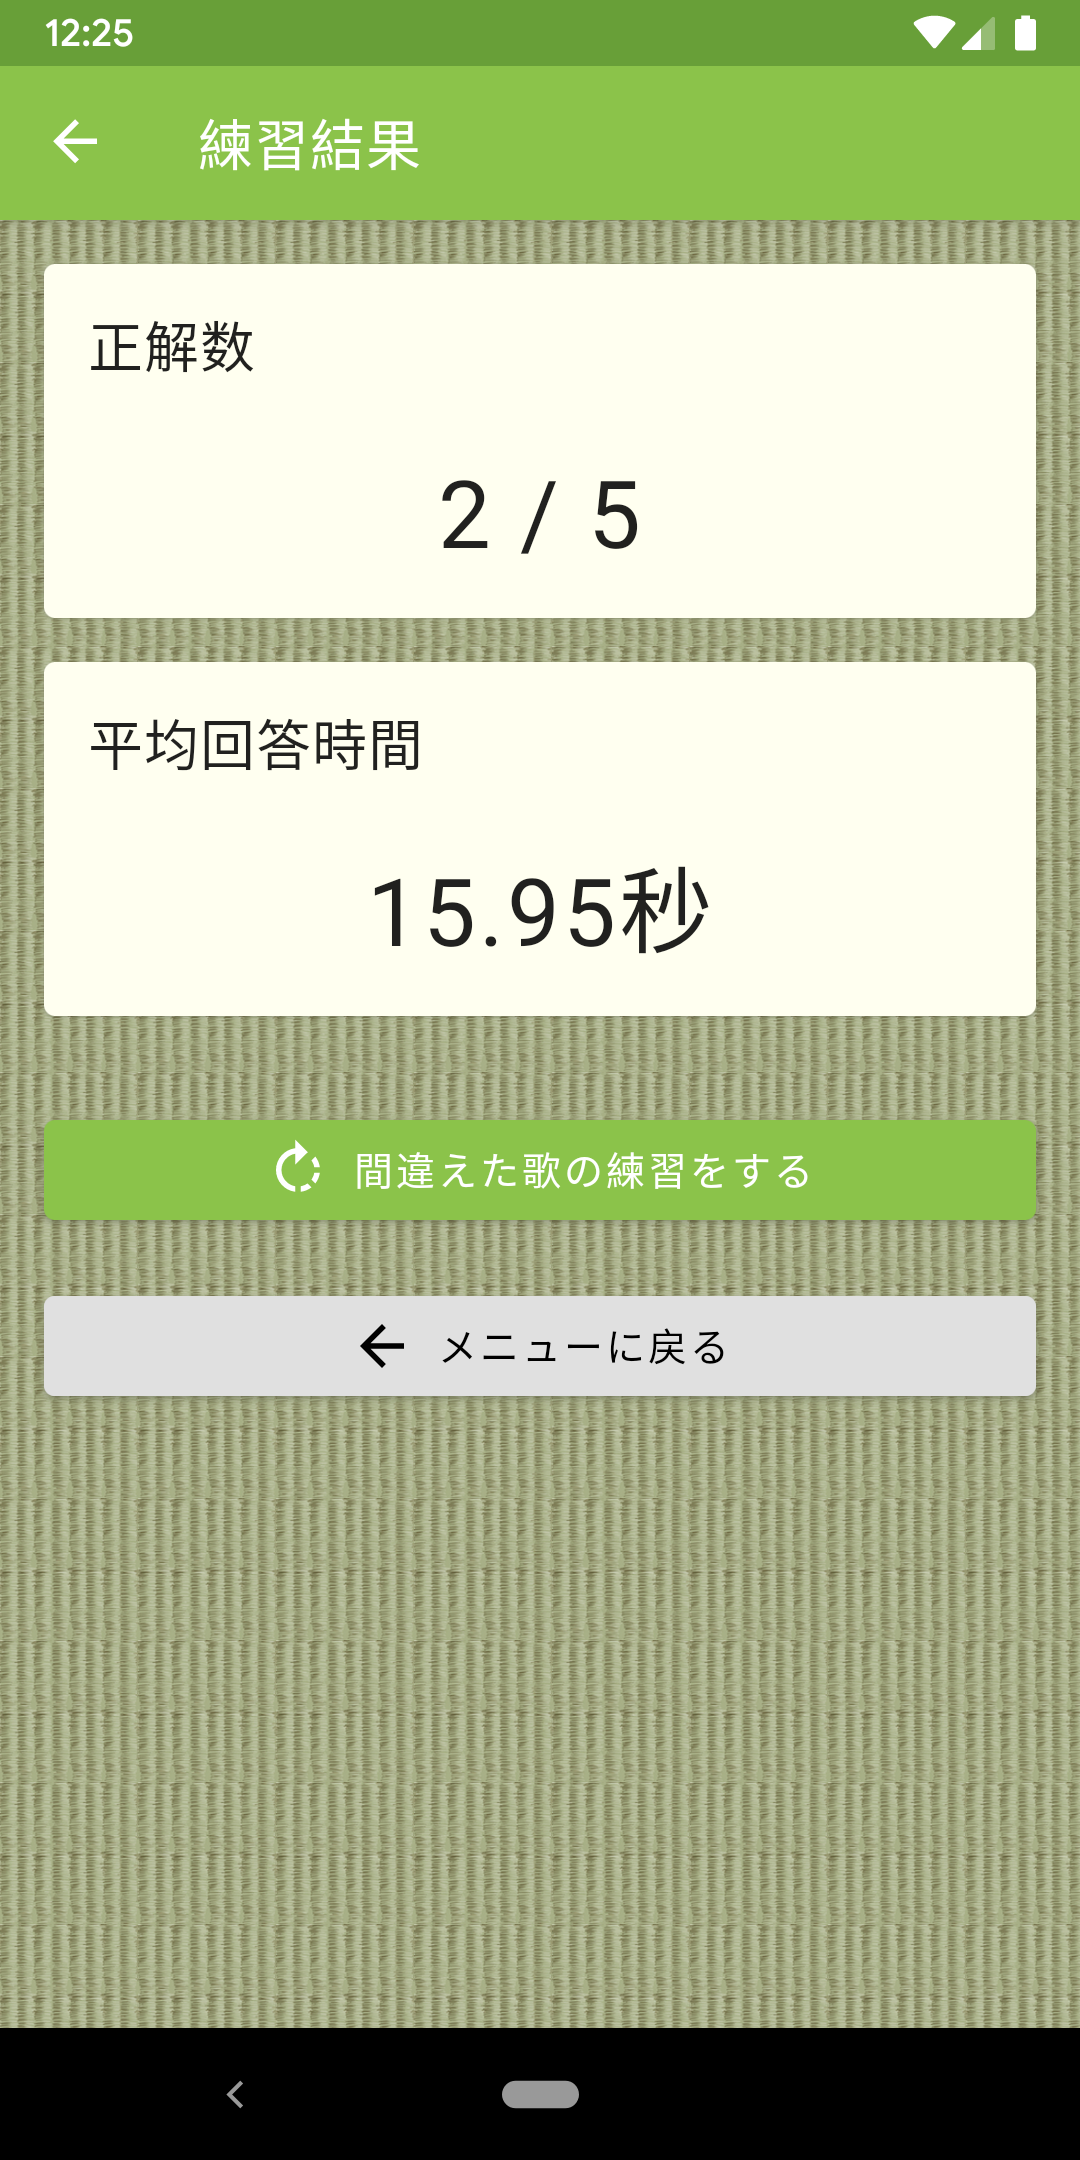 12:25
練習結果
正解数
2 / 5
平均回答時間
15.95秒
間違えた歌の練習をする
メニューに戻る